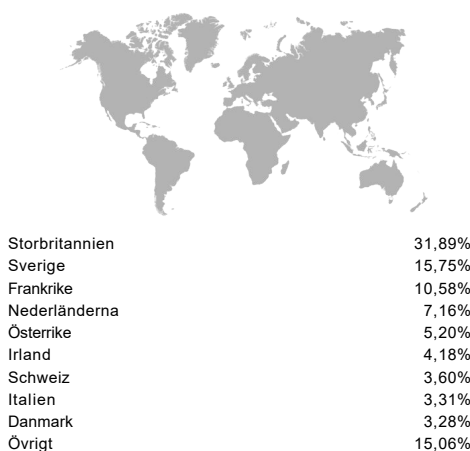 Storbritannien 31,89%
Sverige 15,75%
Frankrike 10,58%
Nederländerna 7,16%
Österrike 5,20%
Irland 4,18%
Schweiz 3,60%
Italien 3,31%
Danmark 3,28%
Övrigt 15,06%